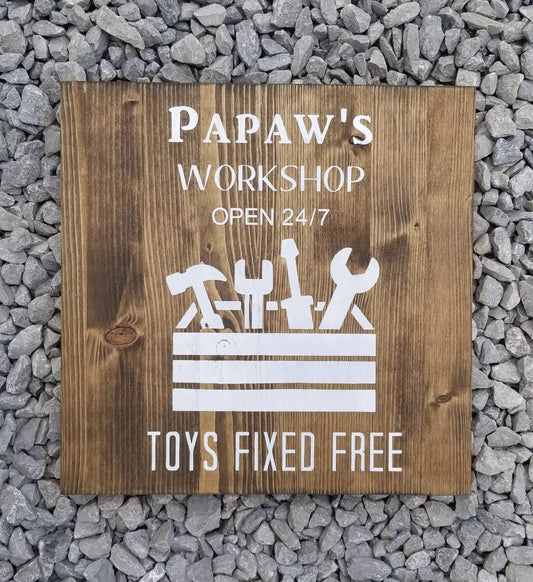 PAPAW'S
WORKSHOP
OPEN 24/7
TOYS FIXED FREE